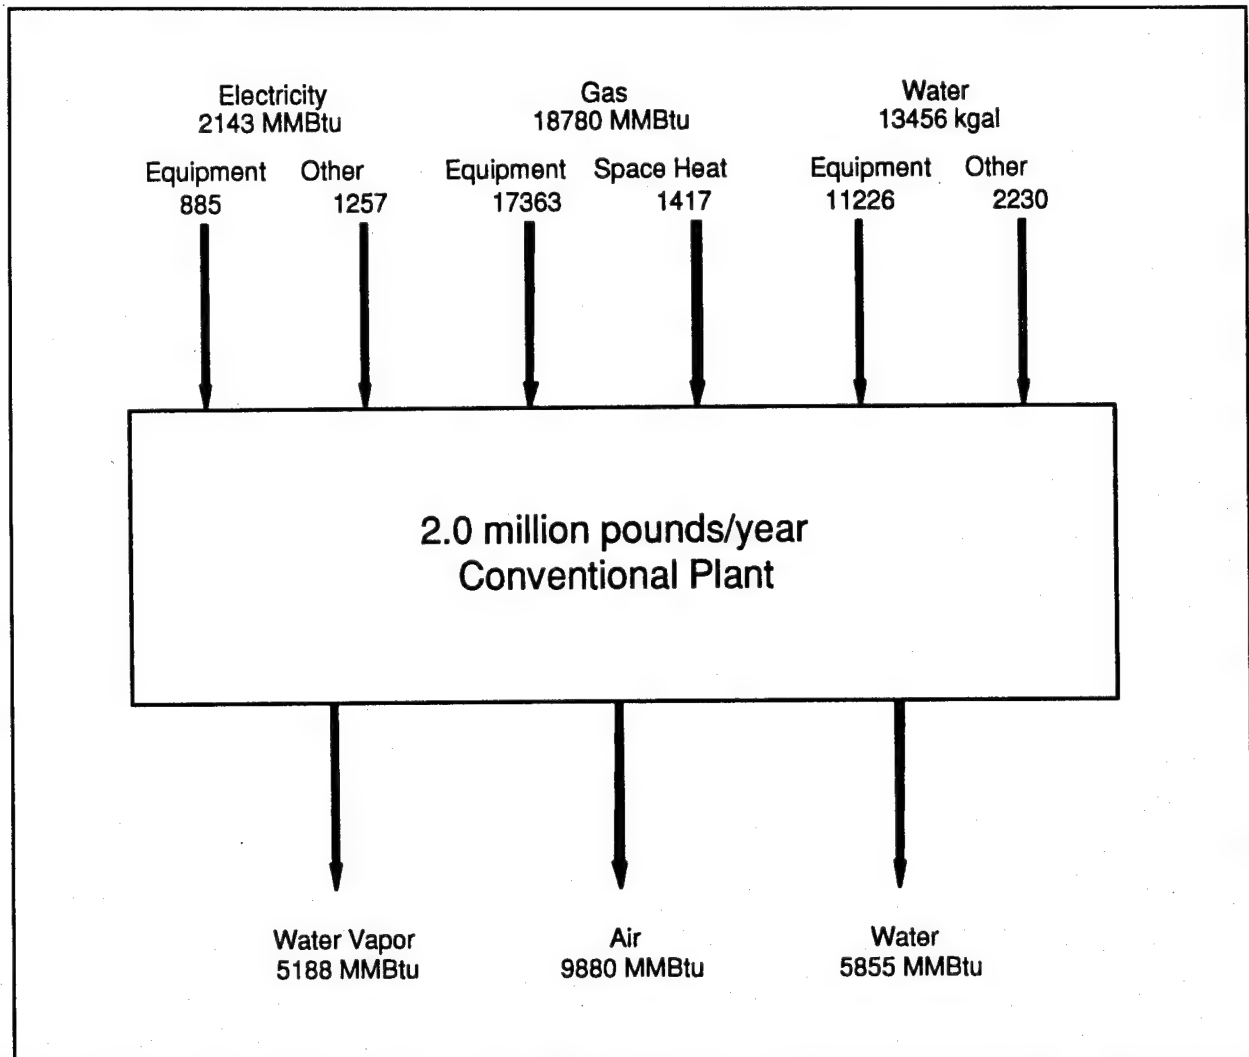 Electricity
2143 MMBtu
Gas
18780 MMBtu
Water
13456 kgal
Equipment
885
Other
1257
Equipment
17363
Space Heat
1417
Equipment
11226
Other
2230
2.0 million pounds/year
Conventional Plant
Water Vapor
5188 MMBtu
Air
9880 MMBtu
Water
5855 MMBtu